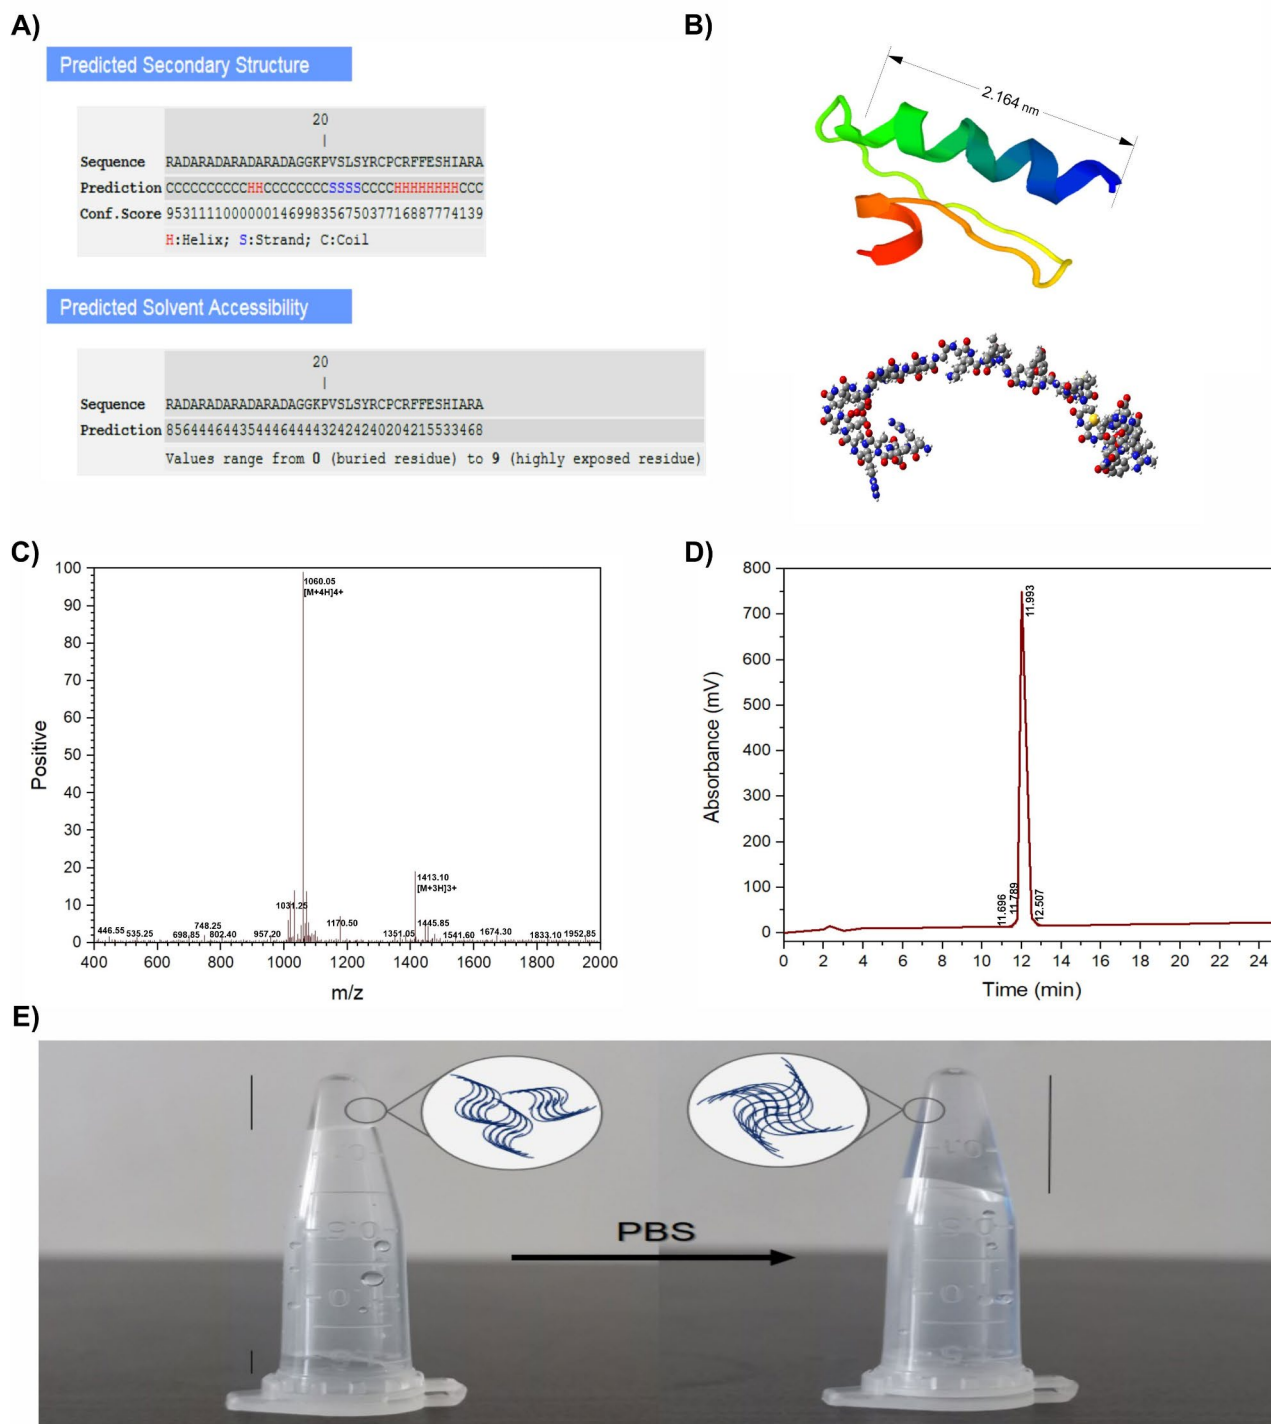 A)
Predicted Secondary Structure
20
Sequence RADARADARADARADAGGKPVSLSYRCPCRFFESHIARA
Prediction CCCCCCCCCCHHCCCCCCCCSSSSCCCCHHHHHHHHCCC
Conf.Score 953111100000014699835675037716887774139
H:Helix; S:Strand; C:Coil
Predicted Solvent Accessibility
20
Sequence RADARADARADARADAGGKPVSLSYRCPCRFFESHIARA
Prediction 856444644354446444432424240204215533468
Values range from 0 (buried residue) to 9 (highly exposed residue)
B)
2.164 nm
C)
Positive
100
90
80
70
60
50
40
30
20
10
0
1060.05
[M+4H]4+
1413.10
[M+3H]3+
446.55
535.25
698.85
748.25
802.40
957.20
1031.25
1170.50
1351.05
1445.85
1541.60
1674.30
1833.10
1952.85
400 600 800 1000 1200 1400 1600 1800 2000
m/z
D)
Absorbance (mV)
800
700
600
500
400
300
200
100
0
11.696
11.789
11.993
12.507
0 2 4 6 8 10 12 14 16 18 20 22 24
Time (min)
E)
PBS